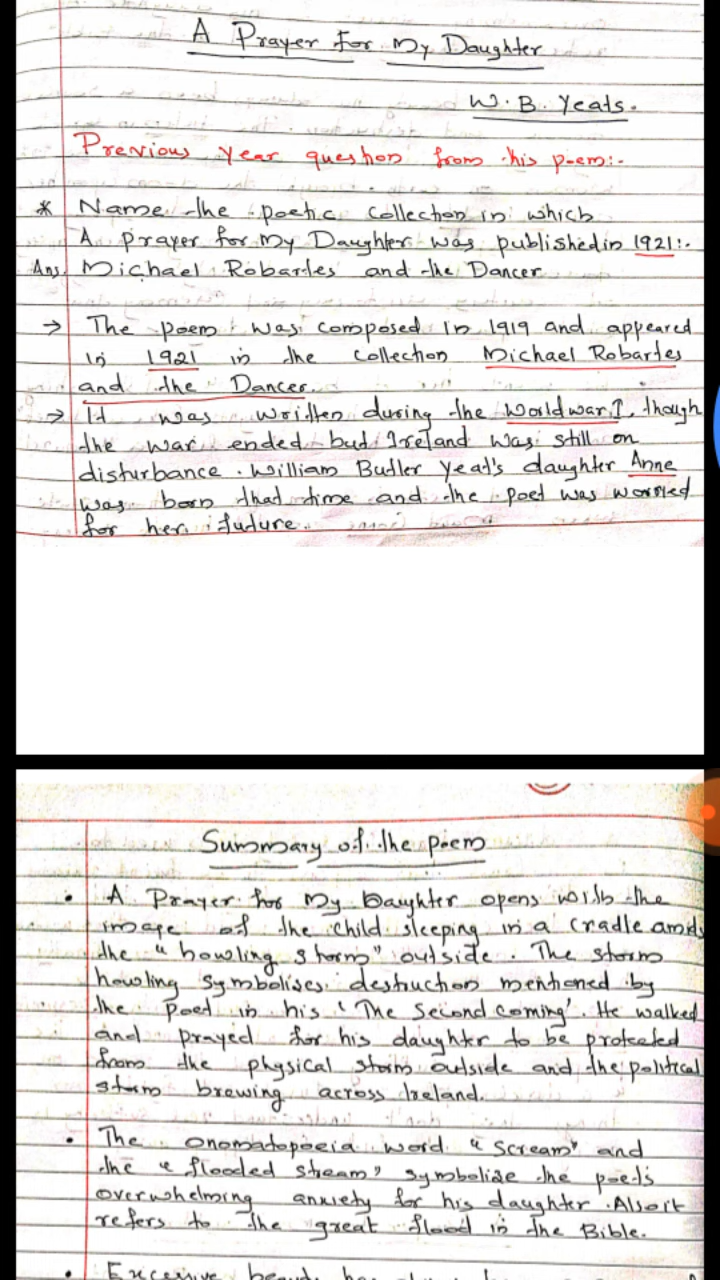 A Prayer For My Daughter
W. B. Yeats.
Previous year question from this poem:-
* Name the poetic collection in which
A prayer for My Daughter was published in 1921:-
Ans. Michael Robartes and the Dancer
→ The poem was composed in 1919 and appeared
in 1921 in the collection Michael Robartes
and the Dancer.
→ It was written during the World war I, though
the war ended but Ireland was still on
disturbance. William Butler Yeat's daughter Anne
was born that time and the poet was worried
for her future.
Summary of the poem
• A Prayer for My Daughter opens with the
image of the child sleeping in a cradle amids
the "howling storm" outside. The storm
howling symbolises destruction mentioned by
the poet in his 'The Second coming'. He walked
and prayed for his daughter to be protected
from the physical storm outside and the political
storm brewing across Ireland.
• The onomatopoeia word "scream" and
the "flooded stream" symbolize the poet's
overwhelming anxiety for his daughter. Also it
refers to the great flood in the Bible.
• Excessive